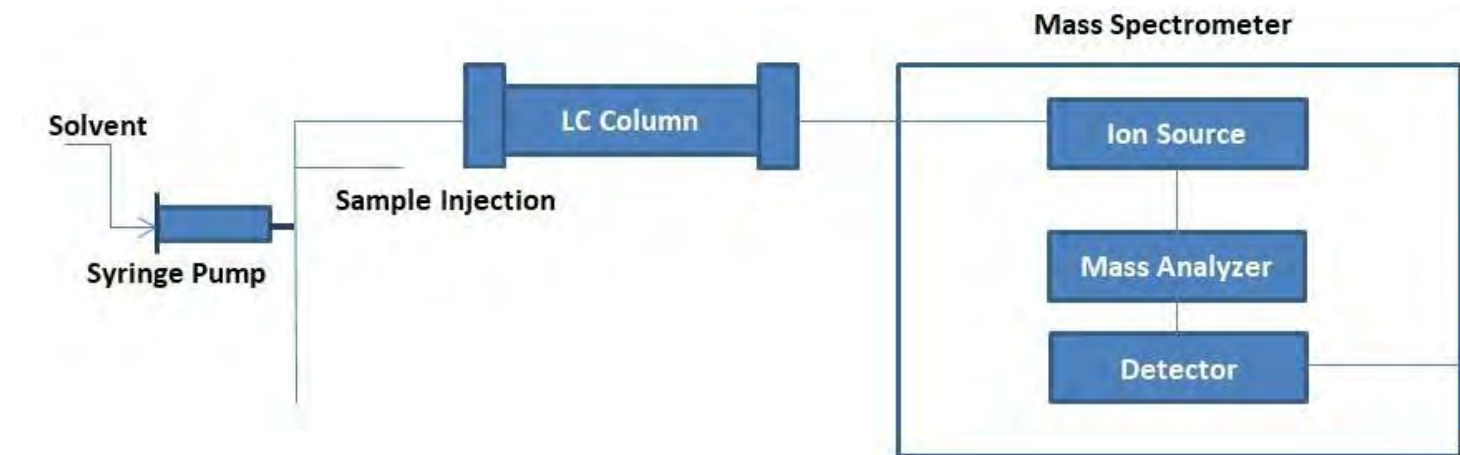 Mass Spectrometer
Solvent
LC Column
Ion Source
Sample Injection
Syringe Pump
Mass Analyzer
Detector